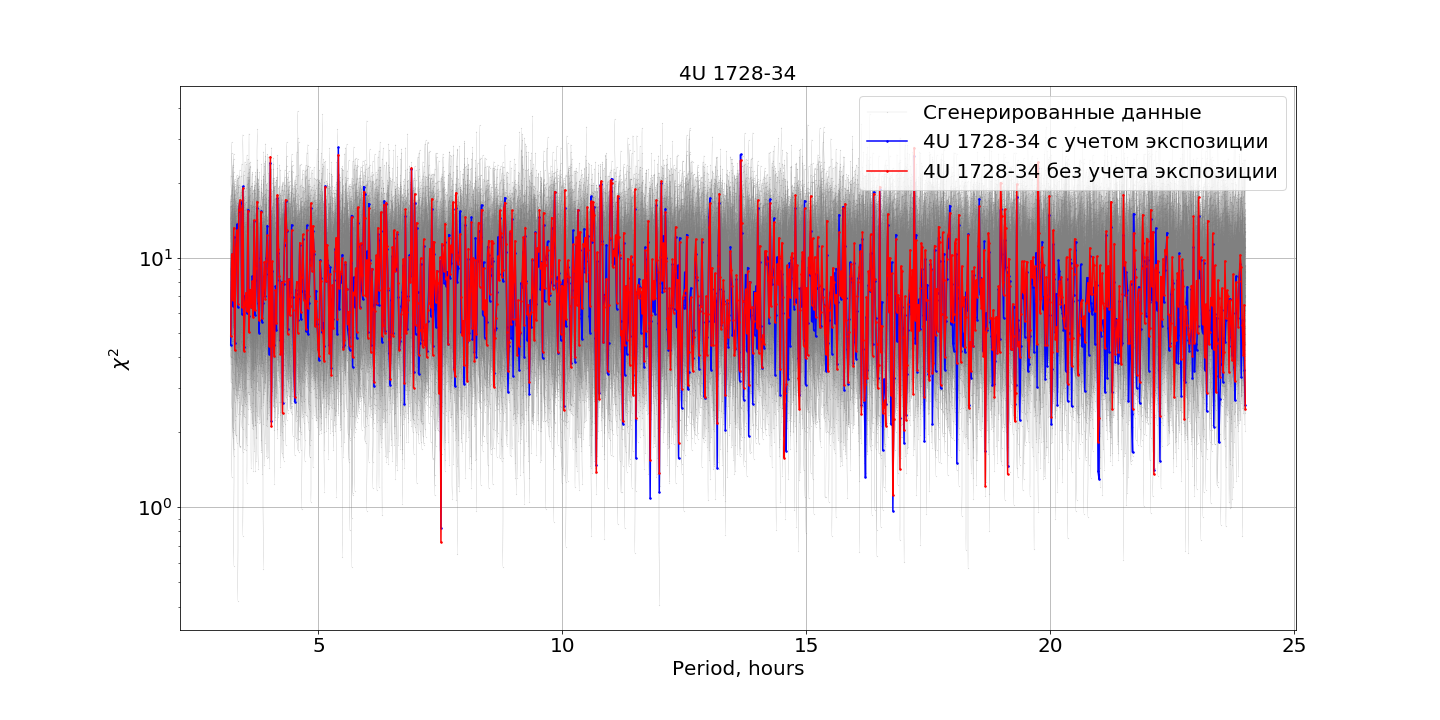 4U 1728-34
Сгенерированные данные
4U 1728-34 с учетом экспозиции
4U 1728-34 без учета экспозиции
10¹
10⁰
χ²
5 10 15 20 25
Period, hours